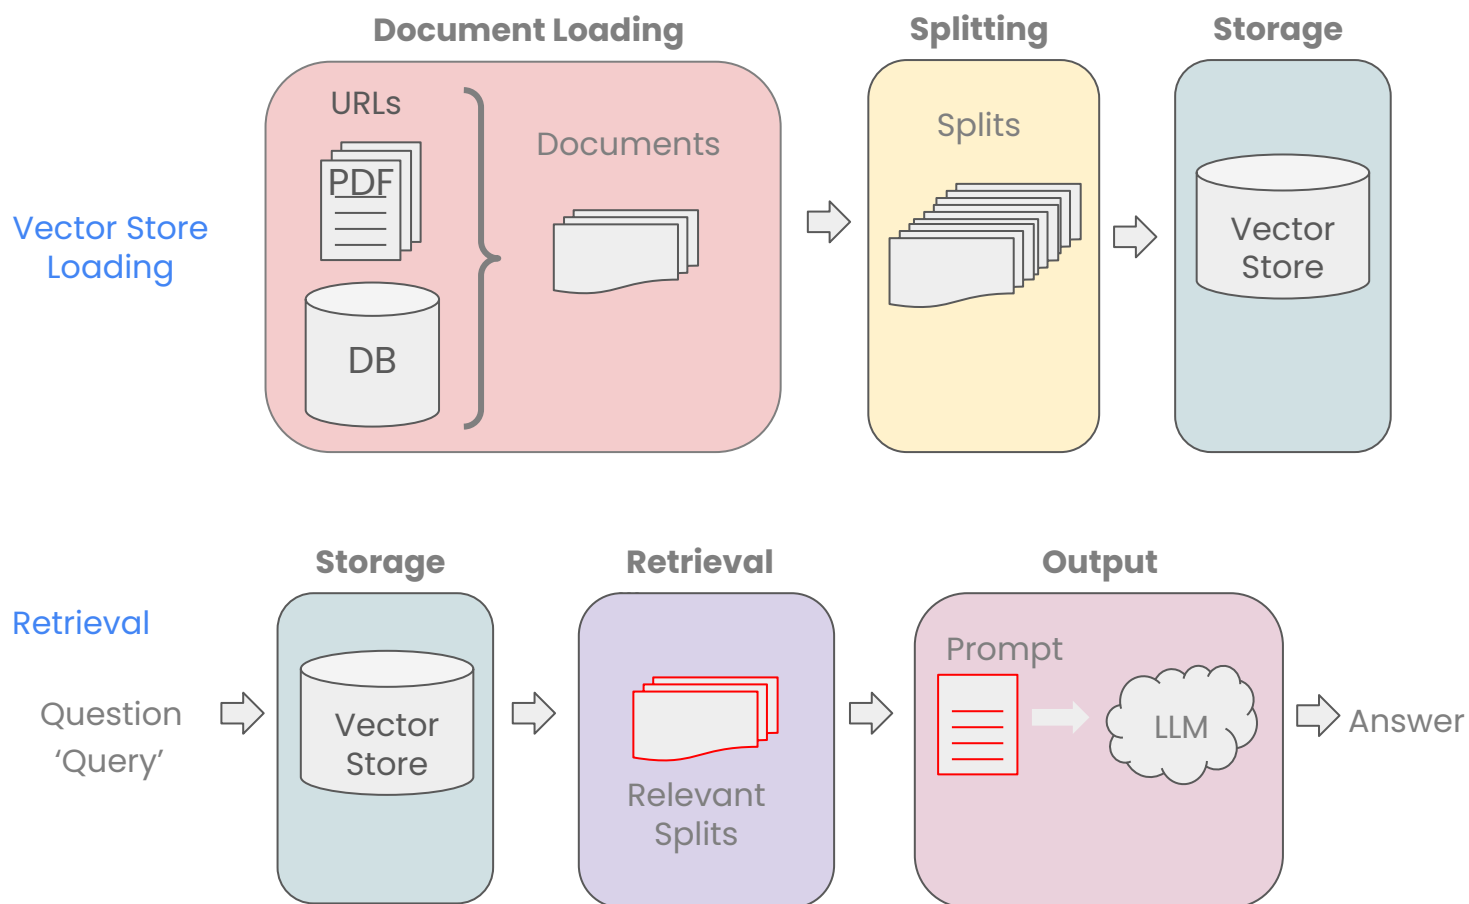 Document Loading
Splitting
Storage
URLs
PDF
DB
Documents
Splits
Vector
Store
Vector Store
Loading
Storage
Retrieval
Output
Retrieval
Question
‘Query’
Vector
Store
Relevant
Splits
Prompt
LLM
Answer